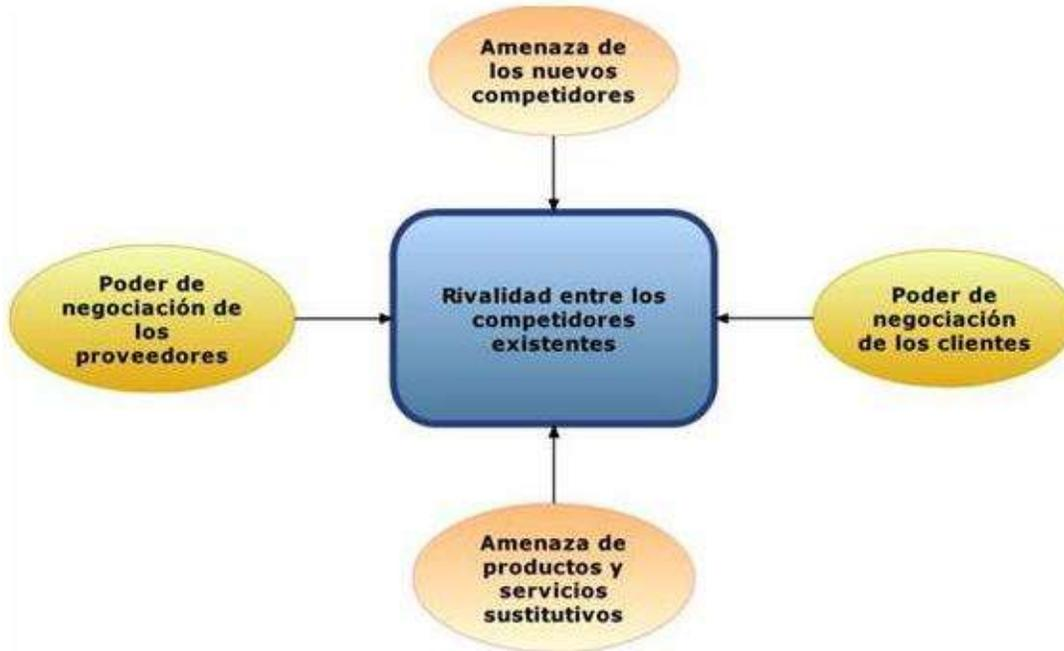 Amenaza de
los nuevos
competidores
Poder de
negociación de
los
proveedores
Rivalidad entre los
competidores
existentes
Poder de
negociación
de los clientes
Amenaza de
productos y
servicios
sustitutivos